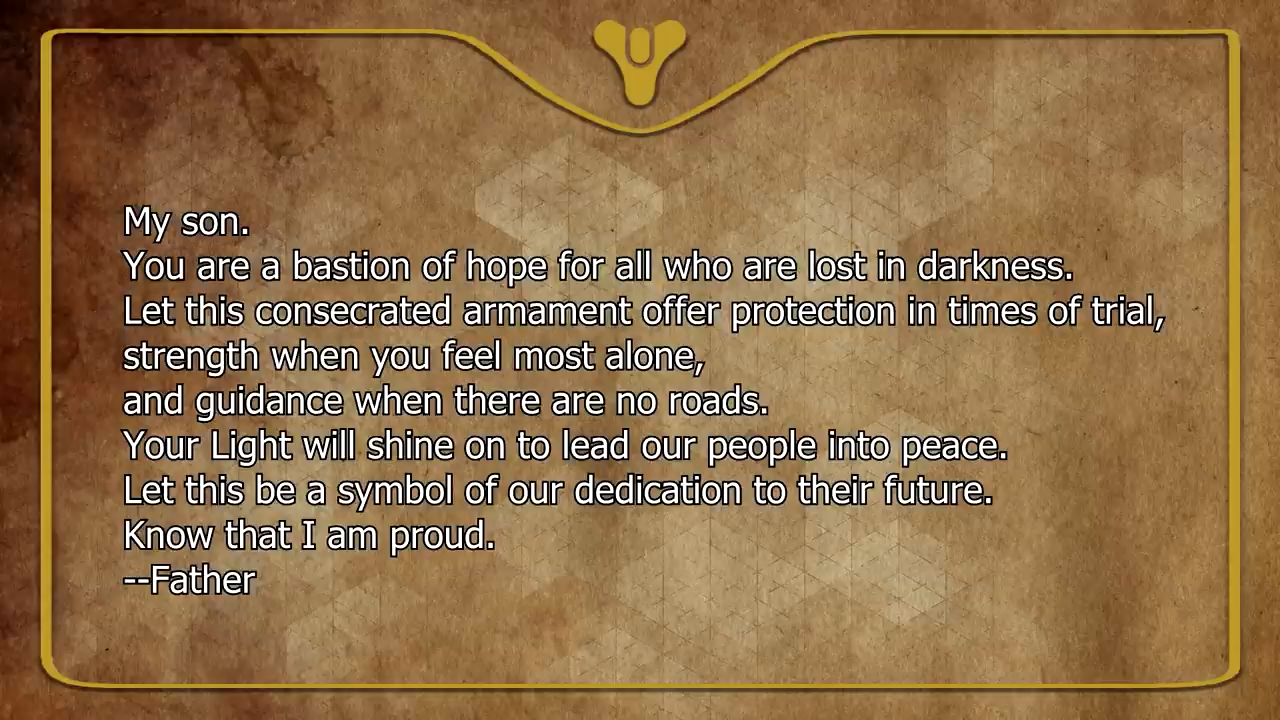 My son.
You are a bastion of hope for all who are lost in darkness.
Let this consecrated armament offer protection in times of trial,
strength when you feel most alone,
and guidance when there are no roads.
Your Light will shine on to lead our people into peace.
Let this be a symbol of our dedication to their future.
Know that I am proud.
--Father